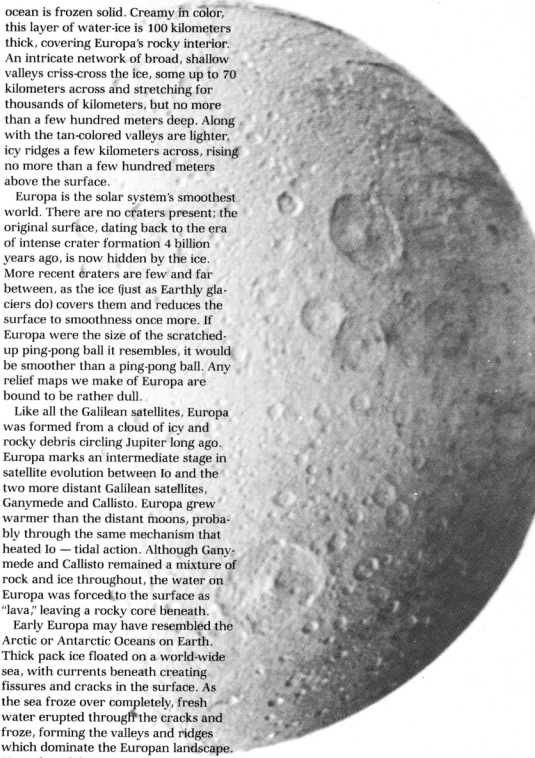 ocean is frozen solid. Creamy in color,
this layer of water-ice is 100 kilometers
thick, covering Europa's rocky interior.
An intricate network of broad, shallow
valleys criss-cross the ice, some up to 70
kilometers across and stretching for
thousands of kilometers, but no more
than a few hundred meters deep. Along
with the tan-colored valleys are lighter,
icy ridges a few kilometers across, rising
no more than a few hundred meters
above the surface.
Europa is the solar system's smoothest
world. There are no craters present; the
original surface, dating back to the era
of intense crater formation 4 billion
years ago, is now hidden by the ice.
More recent craters are few and far
between, as the ice (just as Earthly gla-
ciers do) covers them and reduces the
surface to smoothness once more. If
Europa were the size of the scratched-
up ping-pong ball it resembles, it would
be smoother than a ping-pong ball. Any
relief maps we make of Europa are
bound to be rather dull.
Like all the Galilean satellites, Europa
was formed from a cloud of icy and
rocky debris circling Jupiter long ago.
Europa marks an intermediate stage in
satellite evolution between Io and the
two more distant Galilean satellites,
Ganymede and Callisto. Europa grew
warmer than the distant moons, proba-
bly through the same mechanism that
heated Io — tidal action. Although Gany-
mede and Callisto remained a mixture of
rock and ice throughout, the water on
Europa was forced to the surface as
"lava," leaving a rocky core beneath.
Early Europa may have resembled the
Arctic or Antarctic Oceans on Earth.
Thick pack ice floated on a world-wide
sea, with currents beneath creating
fissures and cracks in the surface. As
the sea froze over completely, fresh
water erupted through the cracks and
froze, forming the valleys and ridges
which dominate the Europan landscape.